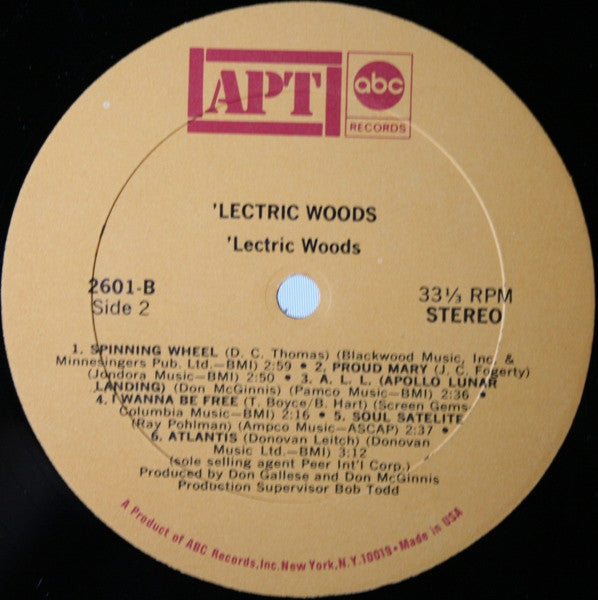 APT
abc
RECORDS
'LECTRIC WOODS
'Lectric Woods
2601-B
Side 2
33⅓ RPM
STEREO
1. SPINNING WHEEL (D. C. Thomas) (Blackwood Music, Inc. &
Minnesingers Pub. Ltd.—BMI) 2:59 • 2. PROUD MARY (J. C. Fogerty)
(Jondora Music—BMI) 2:50 • 3. A. L. L. (APOLLO LUNAR
LANDING) (Don McGinnis) (Pamco Music—BMI) 2:36 •
4. I WANNA BE FREE (T. Boyce/B. Hart) (Screen Gems-
Columbia Music—BMI) 2:16 • 5. SOUL SATELITE
(Ray Pohlman) (Ampco Music—ASCAP) 2:37 •
6. ATLANTIS (Donovan Leitch) (Donovan
Music Ltd.—BMI) 3:12
(sole selling agent Peer Int'l Corp.)
Produced by Don Gallese and Don McGinnis
Production Supervisor Bob Todd
A Product of ABC Records, Inc. New York, N.Y. 10019 • Made in USA